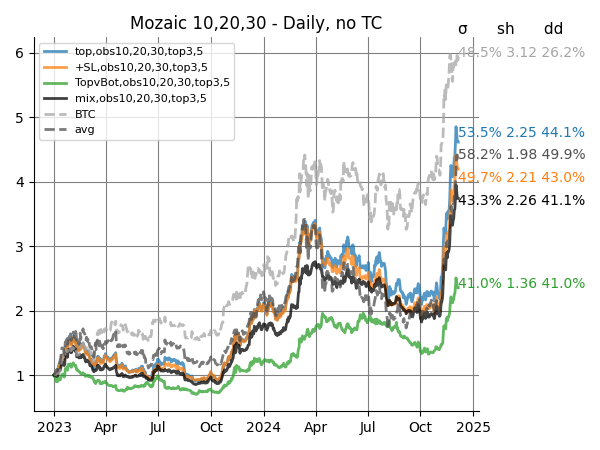 Mozaic 10,20,30 - Daily, no TC
σ sh dd
top,obs10,20,30,top3,5
+SL,obs10,20,30,top3,5
TopvBot,obs10,20,30,top3,5
mix,obs10,20,30,top3,5
BTC
avg
48.5% 3.12 26.2%
53.5% 2.25 44.1%
58.2% 1.98 49.9%
49.7% 2.21 43.0%
43.3% 2.26 41.1%
41.0% 1.36 41.0%
6
5
4
3
2
1
2023 Apr Jul Oct 2024 Apr Jul Oct 2025